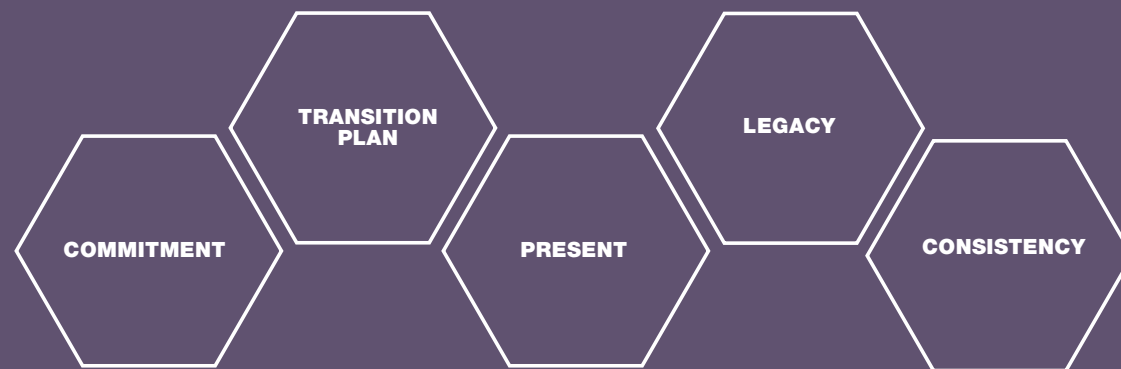 COMMITMENT
TRANSITION
PLAN
PRESENT
LEGACY
CONSISTENCY